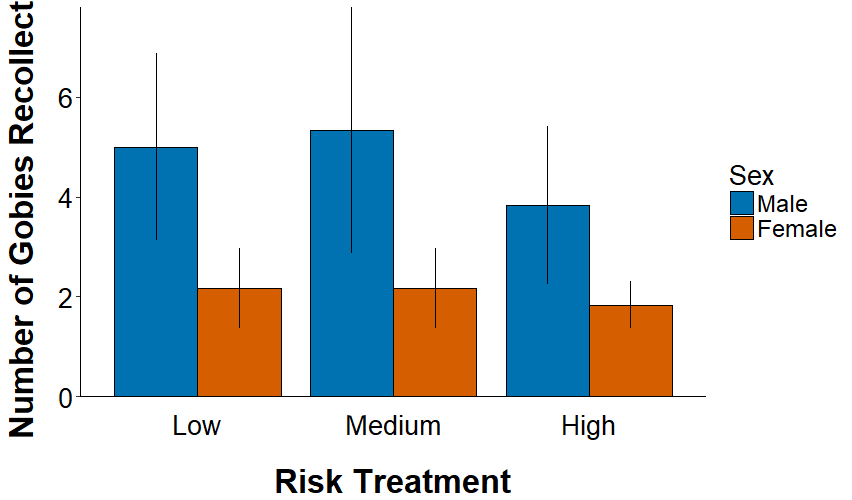 Number of Gobies Recollect
6
4
2
0
Low Medium High
Risk Treatment
Sex
Male
Female